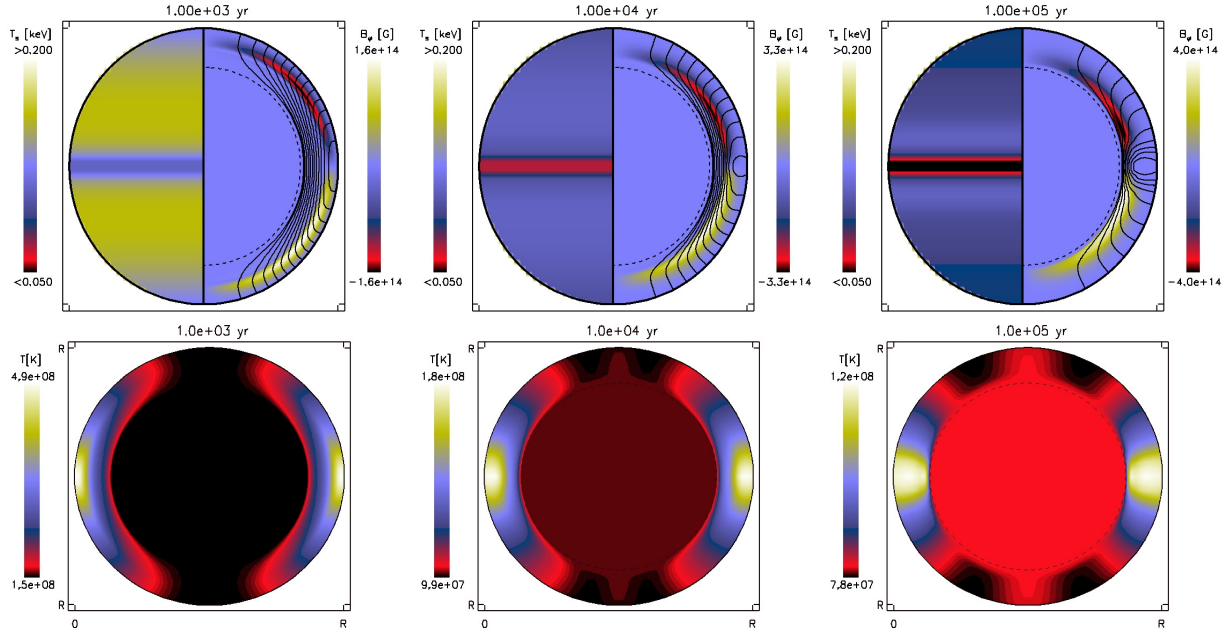 1.00e+03 yr
T_s [keV]
>0.200
<0.050
B_φ [G]
1.6e+14
−1.6e+14
1.00e+04 yr
T_s [keV]
>0.200
<0.050
B_φ [G]
3.3e+14
−3.3e+14
1.00e+05 yr
T_s [keV]
>0.200
<0.050
B_φ [G]
4.0e+14
−4.0e+14
1.0e+03 yr
T[K]
4.9e+08
1.5e+08
R
R
0
R
1.0e+04 yr
T[K]
1.8e+08
9.9e+07
R
R
0
R
1.0e+05 yr
T[K]
1.2e+08
7.8e+07
R
R
0
R